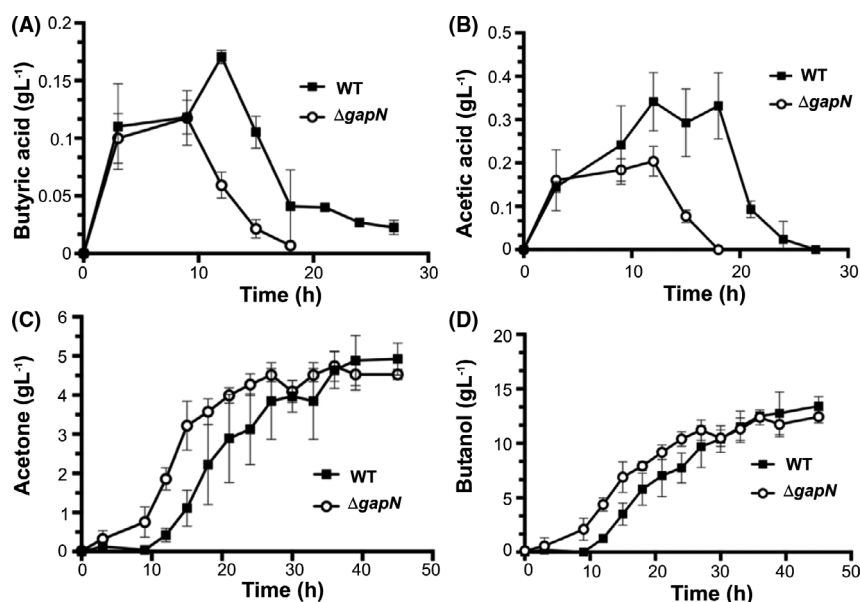 (A)
0.2
0.15
0.1
0.05
0
Butyric acid (gL-1)
WT
ΔgapN
0 10 20 30
Time (h)
(B)
0.5
0.4
0.3
0.2
0.1
0
Acetic acid (gL-1)
WT
ΔgapN
0 10 20 30
Time (h)
(C)
6
5
4
3
2
1
0
Acetone (gL-1)
WT
ΔgapN
0 10 20 30 40 50
Time (h)
(D)
20
15
10
5
0
Butanol (gL-1)
WT
ΔgapN
0 10 20 30 40 50
Time (h)